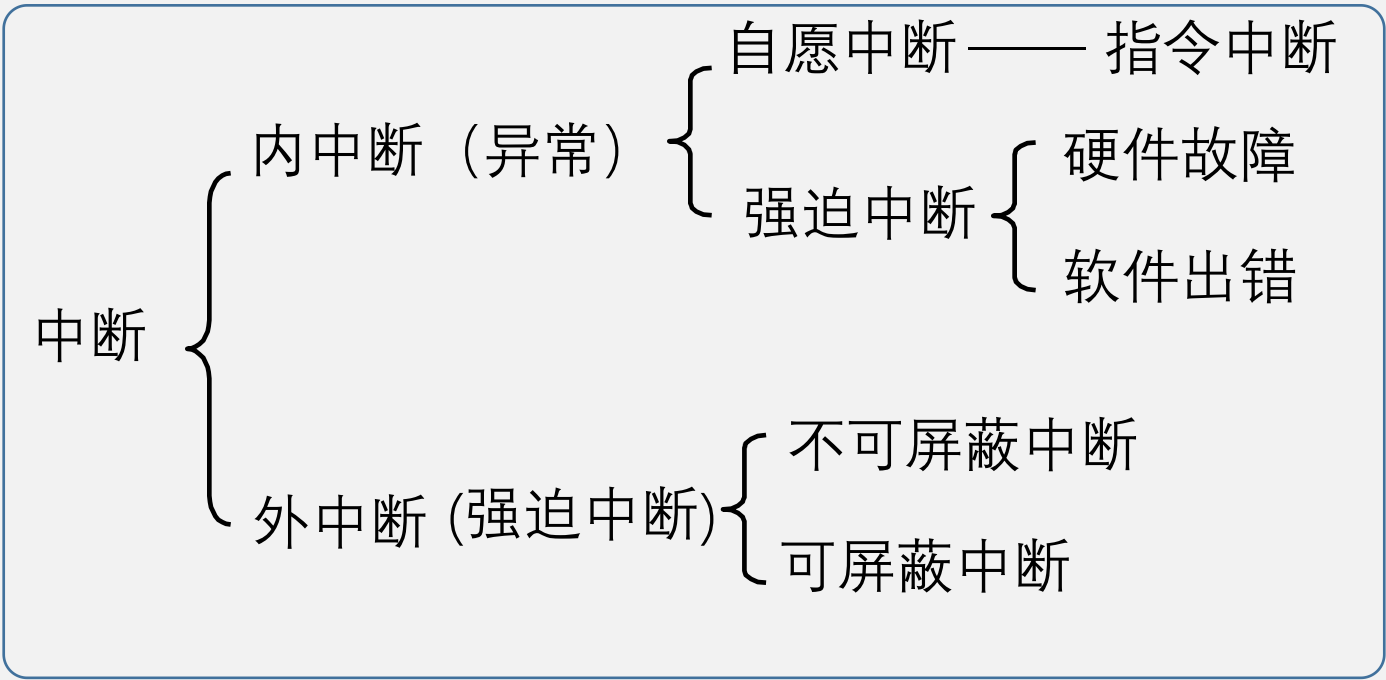 自愿中断 —— 指令中断
内中断（异常）
硬件故障
强迫中断
软件出错
中断
不可屏蔽中断
外中断 (强迫中断)
可屏蔽中断